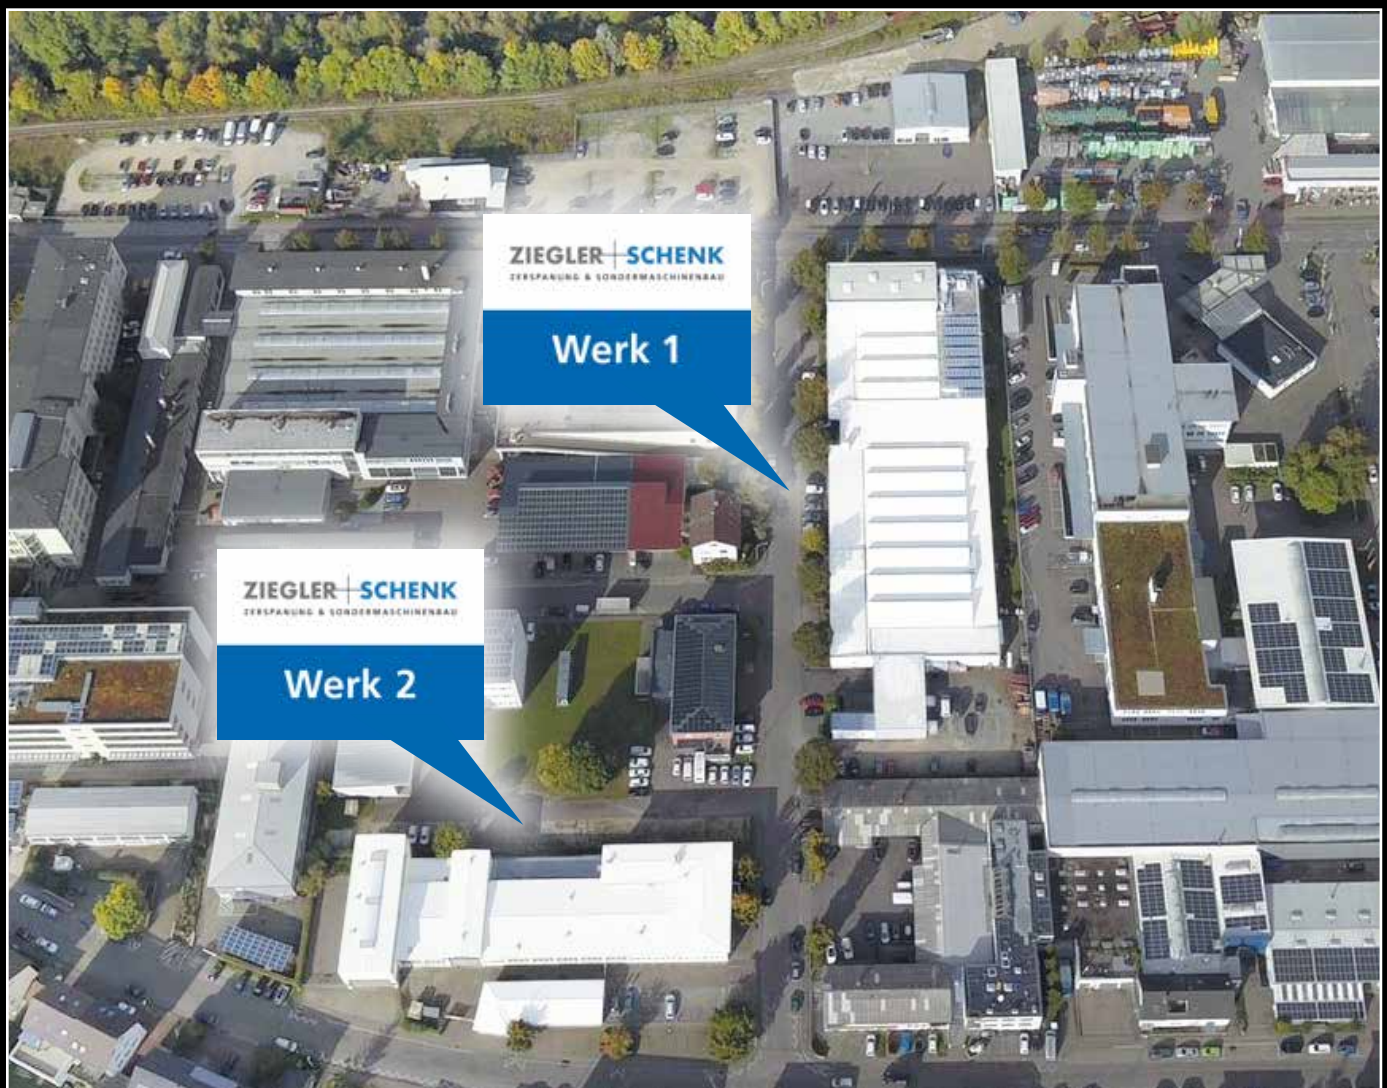 ZIEGLER SCHENK
ZERSPANUNG & SONDERMASCHINENBAU
Werk 1
ZIEGLER SCHENK
ZERSPANUNG & SONDERMASCHINENBAU
Werk 2